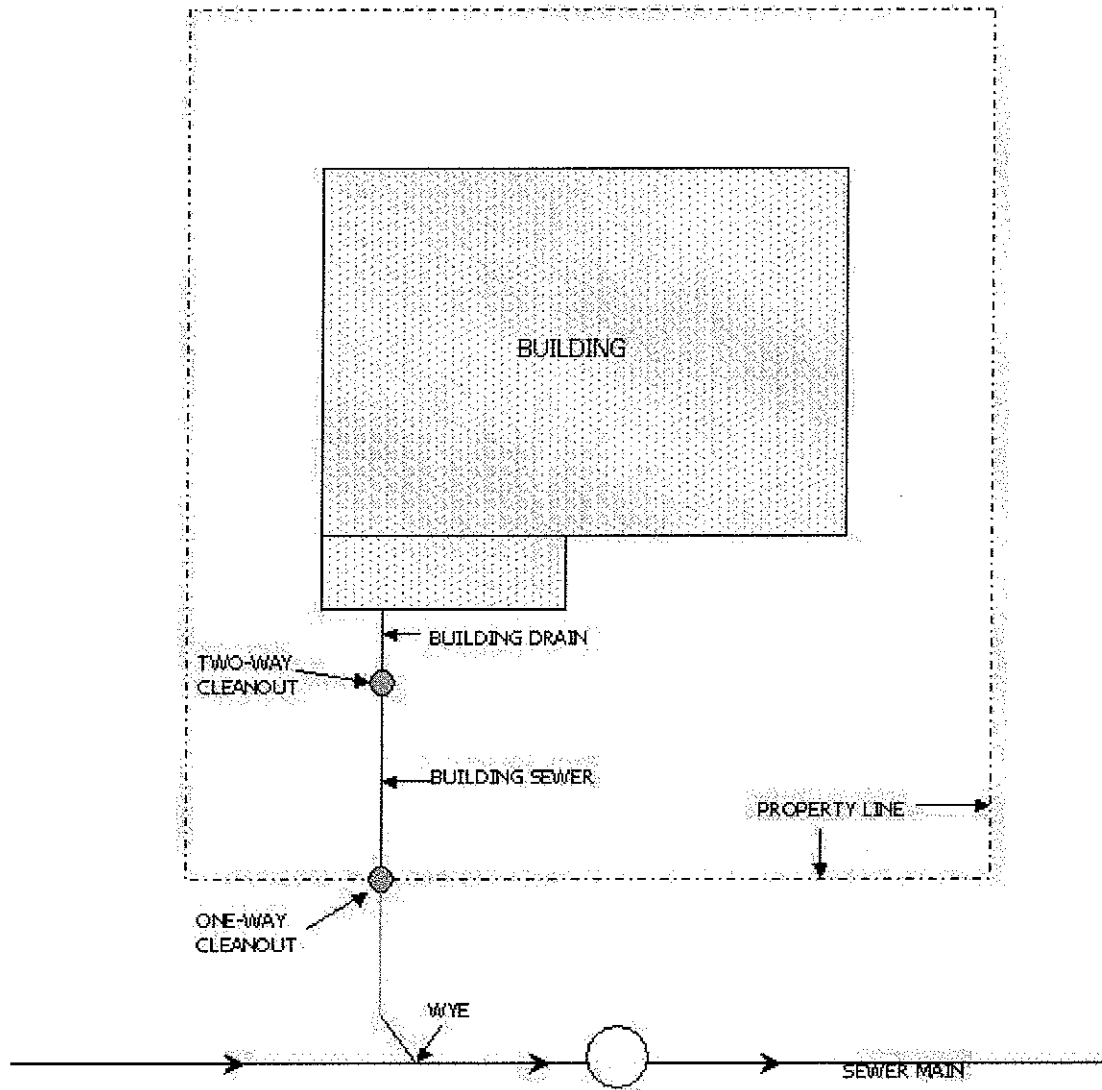 BUILDING
BUILDING DRAIN
TWO-WAY
CLEANOUT
BUILDING SEWER
PROPERTY LINE
ONE-WAY
CLEANOUT
WYE
SEWER MAIN